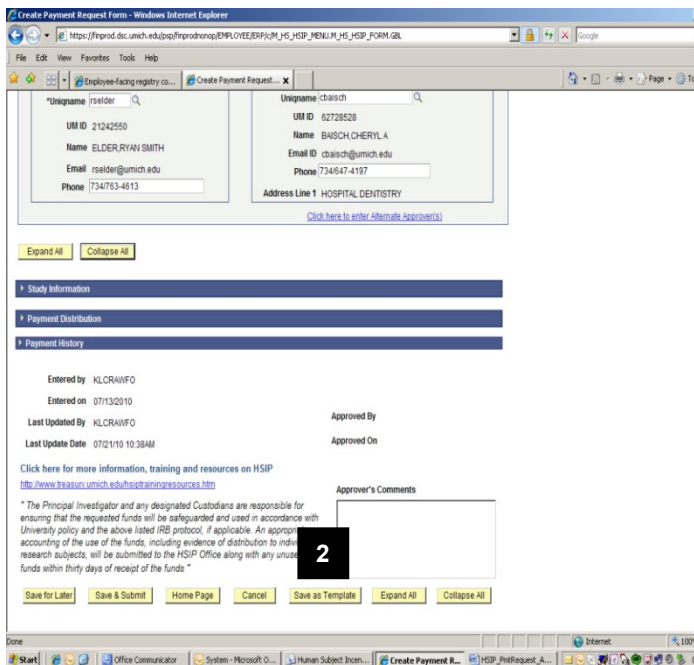 Create Payment Request Form - Windows Internet Explorer
https://finprod.dsc.umich.edu/psp/finprodnonop/EMPLOYEE/ERP/c/M_HS_HSIP_MENU.M_HS_HSIP_FORM.GBL
Google
File Edit View Favorites Tools Help
Employee-facing registry co... Create Payment Request... Page
*Uniqname rselder Uniqname cbaisch
UM ID 21242550 UM ID 62728528
Name ELDER,RYAN SMITH Name BAISCH,CHERYL A
Email rselder@umich.edu Email ID cbaisch@umich.edu
Phone 734/763-4613 Phone 734/647-4197
Address Line 1 HOSPITAL DENTISTRY
Click here to enter Alternate Approver(s)
Expand All Collapse All
Study Information
Payment Distribution
Payment History
Entered by KLCRAWFO
Entered on 07/13/2010
Last Updated By KLCRAWFO Approved By
Last Update Date 07/21/10 10:38AM Approved On
Click here for more information, training and resources on HSIP
http://www.treasury.umich.edu/hsiptrainingresources.htm
Approver's Comments
" The Principal Investigator and any designated Custodians are responsible for
ensuring that the requested funds will be safeguarded and used in accordance with
University policy and the above listed IRB protocol, if applicable. An appropri
accounting of the use of the funds, including evidence of distribution to indivi
research subjects, will be submitted to the HSIP Office along with any unuse
funds within thirty days of receipt of the funds "
2
Save for Later Save & Submit Home Page Cancel Save as Template Expand All Collapse All
Done Internet 100%
Start Office Communicator System - Microsoft O... Human Subject Incen... Create Payment R... HSIP_PmtRequest_A...